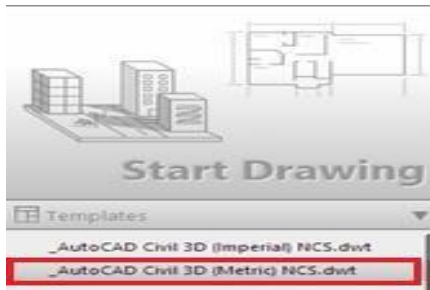 Start Drawing
Templates
_AutoCAD Civil 3D (Imperial) NCS.dwt
_AutoCAD Civil 3D (Metric) NCS.dwt